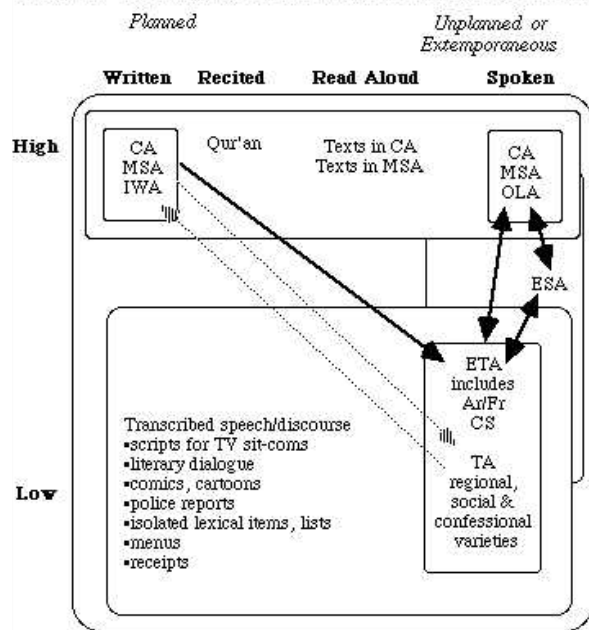 Planned
Unplanned or
Extemporaneous
Written Recited Read Aloud Spoken
High
CA
MSA
IWA
Qur'an
Texts in CA
Texts in MSA
CA
MSA
OLA
ESA
ETA
includes
Ar/Fr
CS
Low
Transcribed speech/discourse
▪scripts for TV sit-coms
▪literary dialogue
▪comics, cartoons
▪police reports
▪isolated lexical items, lists
▪menus
▪receipts
TA
regional,
social &
confessional
varieties